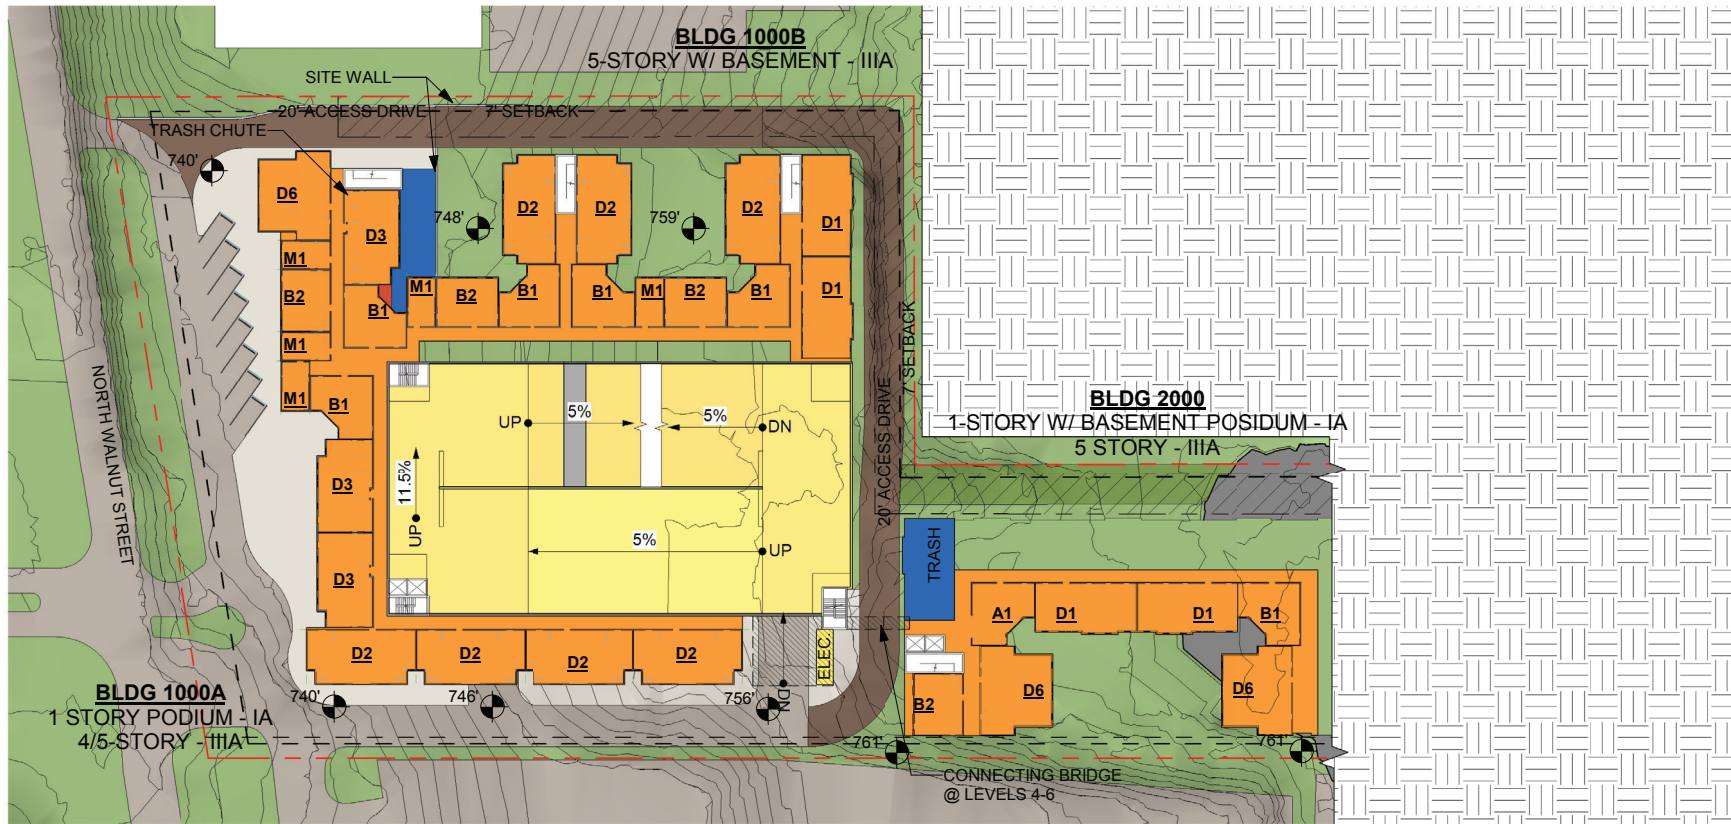 BLDG 1000B
5-STORY W/ BASEMENT - IIIA
SITE WALL
20' ACCESS DRIVE
7' SETBACK
TRASH CHUTE
740'
D6
D3
748'
D2
D2
759'
D2
D1
M1
B2
M1
B2
B1
B1
M1
B2
B1
D1
B1
M1
M1
B1
7' SETBACK
NORTH WALNUT STREET
UP
5%
5%
DN
BLDG 2000
1-STORY W/ BASEMENT POSIDUM - IA
5 STORY - IIIA
D3
11.5%
UP
20' ACCESS DRIVE
5%
UP
TRASH
D3
A1
D1
D1
B1
D2
D2
D2
D2
ELEC.
BLDG 1000A
1 STORY PODIUM - IA
4/5-STORY - IIIA
740'
746'
756'
DN
B2
D6
D6
761'
761'
CONNECTING BRIDGE
@ LEVELS 4-6